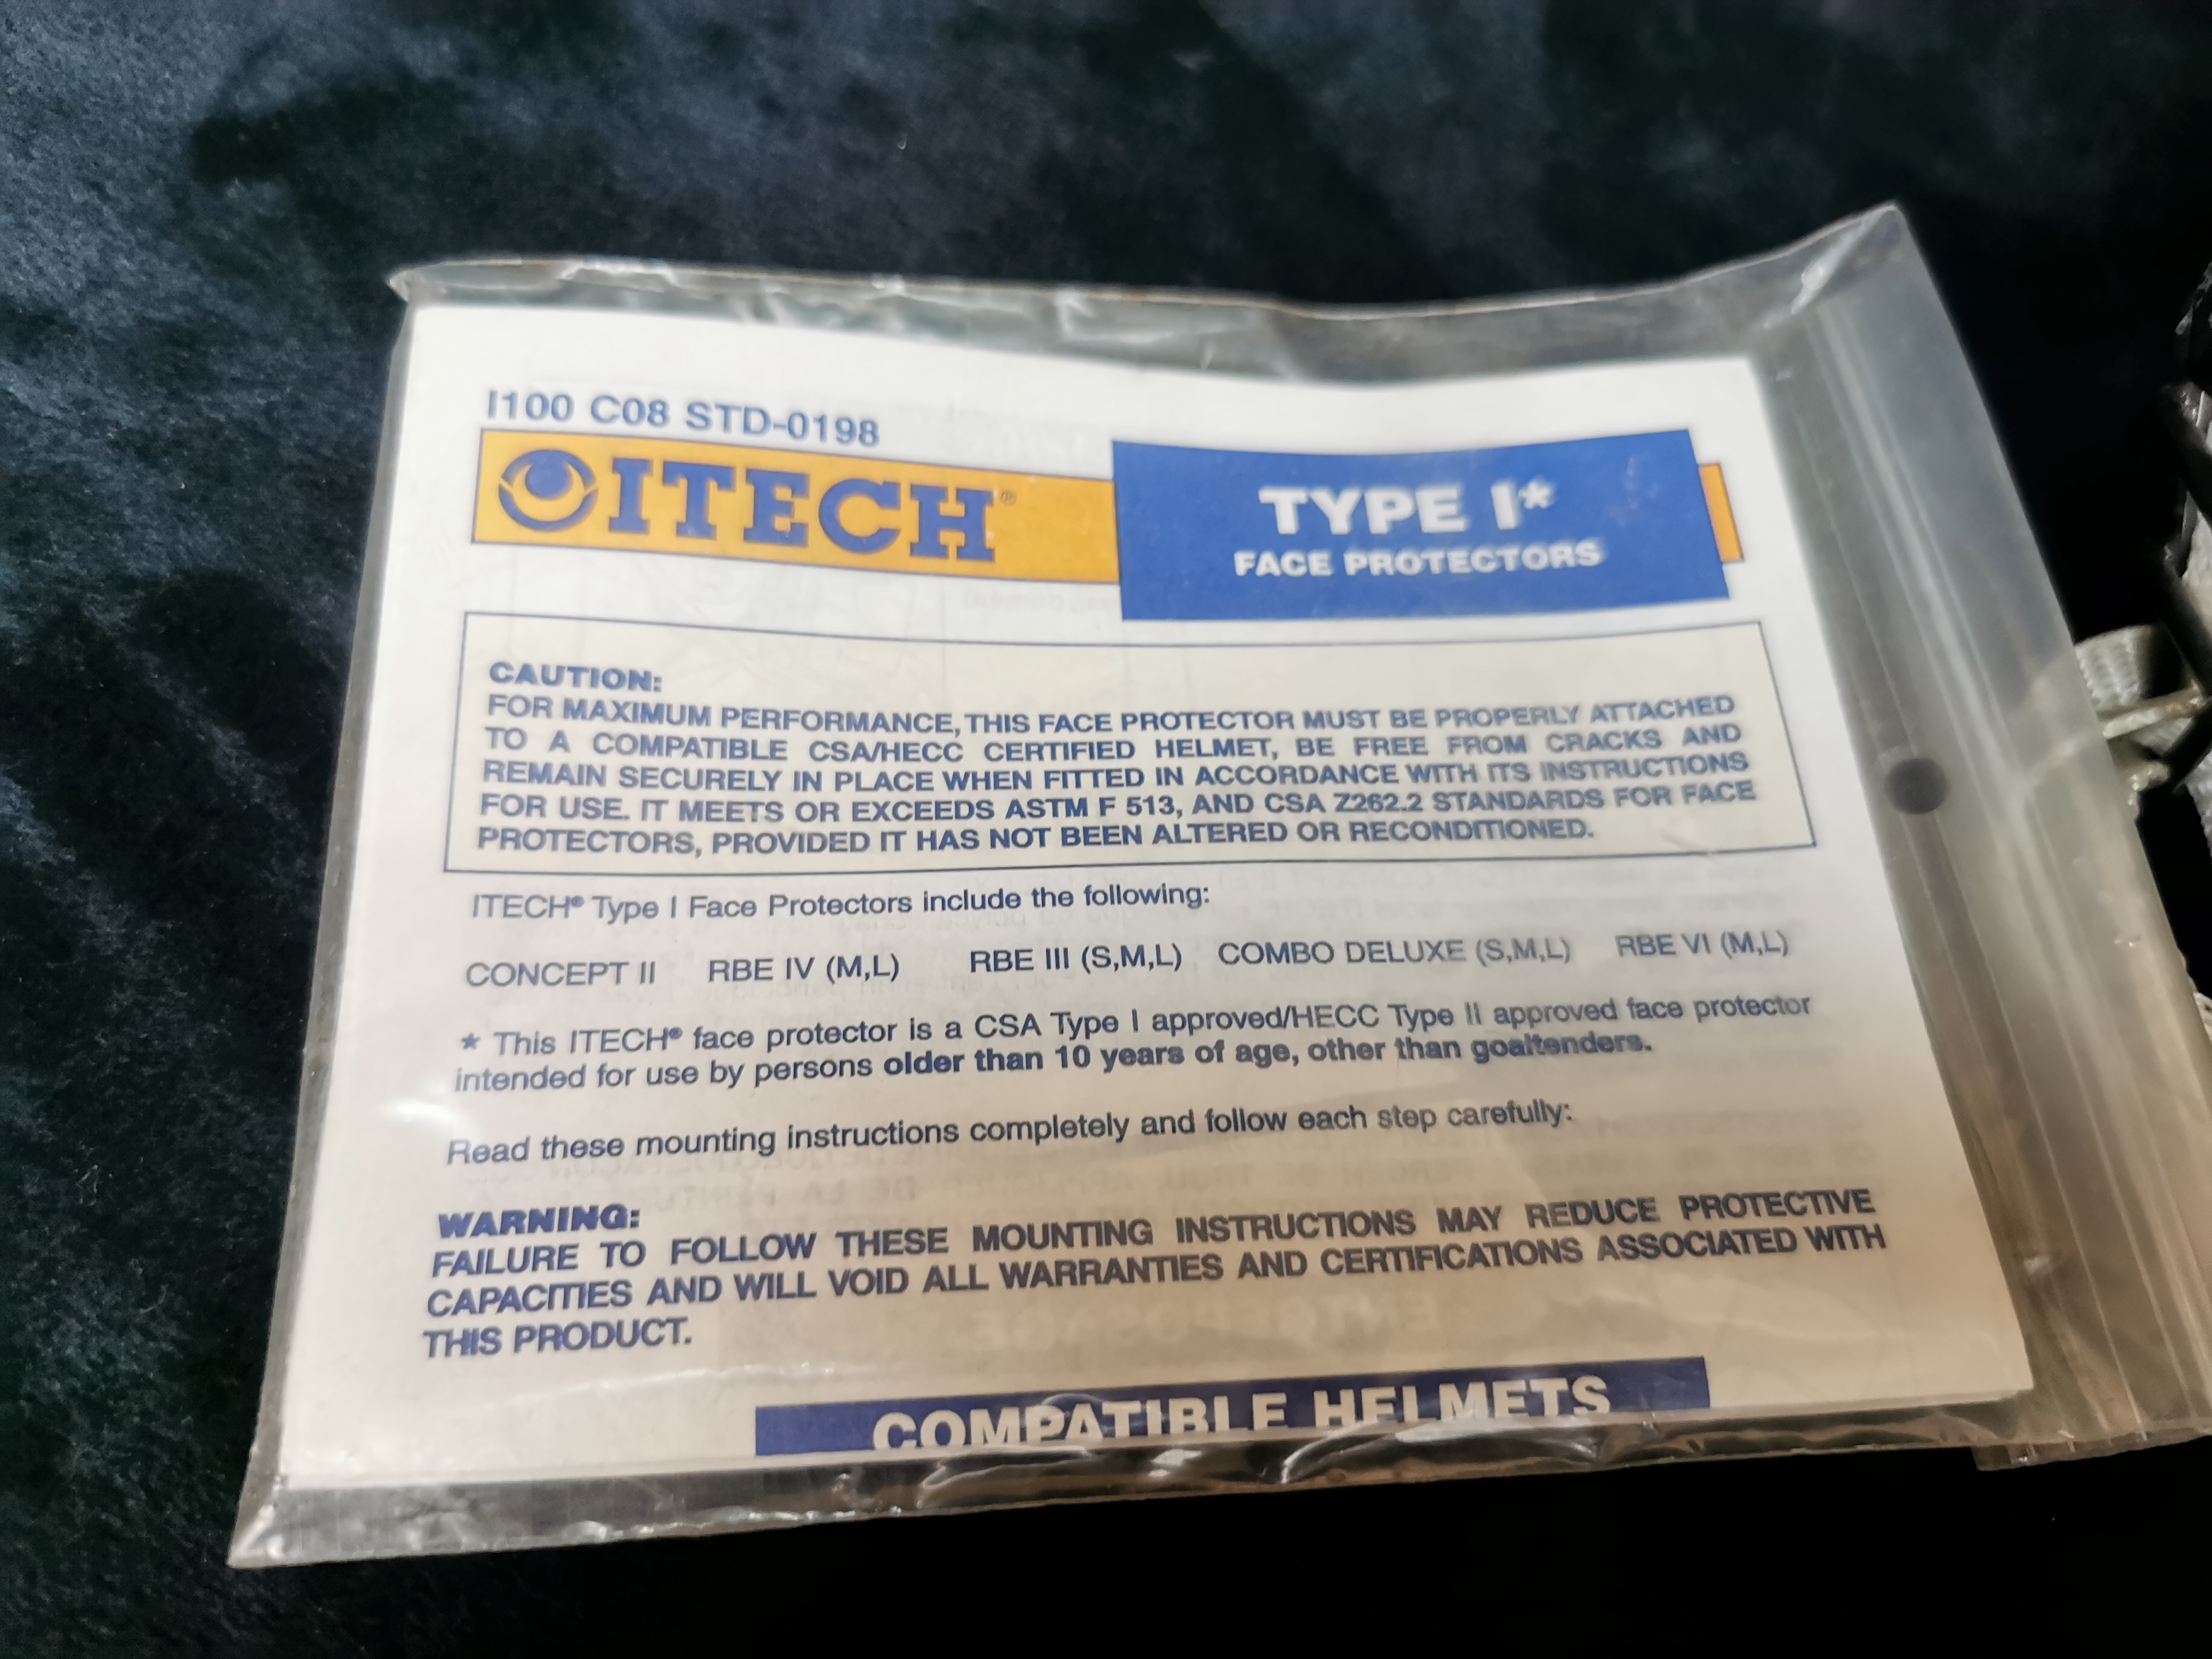 I100 C08 STD-0198
ITECH®
TYPE I*
FACE PROTECTORS
CAUTION:
FOR MAXIMUM PERFORMANCE, THIS FACE PROTECTOR MUST BE PROPERLY ATTACHED
TO A COMPATIBLE CSA/HECC CERTIFIED HELMET, BE FREE FROM CRACKS AND
REMAIN SECURELY IN PLACE WHEN FITTED IN ACCORDANCE WITH ITS INSTRUCTIONS
FOR USE. IT MEETS OR EXCEEDS ASTM F 513, AND CSA Z262.2 STANDARDS FOR FACE
PROTECTORS, PROVIDED IT HAS NOT BEEN ALTERED OR RECONDITIONED.
ITECH® Type I Face Protectors include the following:
CONCEPT II RBE IV (M,L) RBE III (S,M,L) COMBO DELUXE (S,M,L) RBE VI (M,L)
* This ITECH® face protector is a CSA Type I approved/HECC Type II approved face protector
intended for use by persons older than 10 years of age, other than goaltenders.
Read these mounting instructions completely and follow each step carefully:
WARNING:
FAILURE TO FOLLOW THESE MOUNTING INSTRUCTIONS MAY REDUCE PROTECTIVE
CAPACITIES AND WILL VOID ALL WARRANTIES AND CERTIFICATIONS ASSOCIATED WITH
THIS PRODUCT.
COMPATIBLE HELMETS